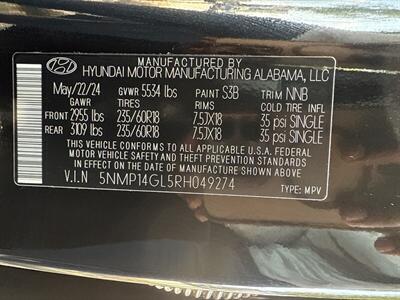 MANUFACTURED BY
HYUNDAI MOTOR MANUFACTURING ALABAMA, LLC
May/22/24 GVWR 5534 lbs PAINT S3B TRIM NNB
GAWR TIRES RIMS COLD TIRE INFL
FRONT 2955 lbs 235/60R18 7.5JX18 35 psi SINGLE
REAR 3109 lbs 235/60R18 7.5JX18 35 psi SINGLE
THIS VEHICLE CONFORMS TO ALL APPLICABLE U.S.A. FEDERAL
MOTOR VEHICLE SAFETY AND THEFT PREVENTION STANDARDS
IN EFFECT ON THE DATE OF MANUFACTURE SHOWN ABOVE.
V.I.N 5NMP14GL5RH049274 TYPE: MPV